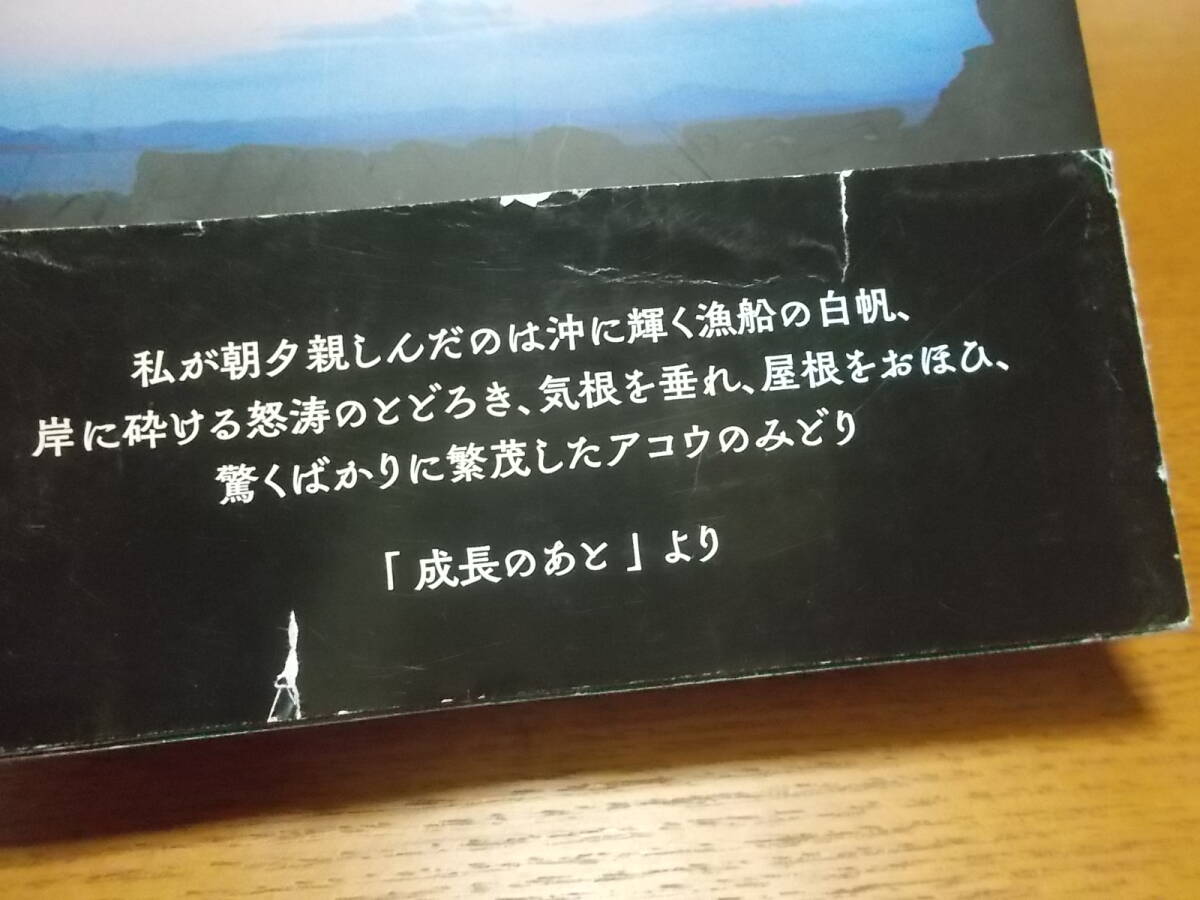 私が朝夕親しんだのは沖に輝く漁船の白帆、
岸に砕ける怒涛のとどろき、気根を垂れ、屋根をおほひ、
驚くばかりに繁茂したアコウのみどり
「成長のあと」より